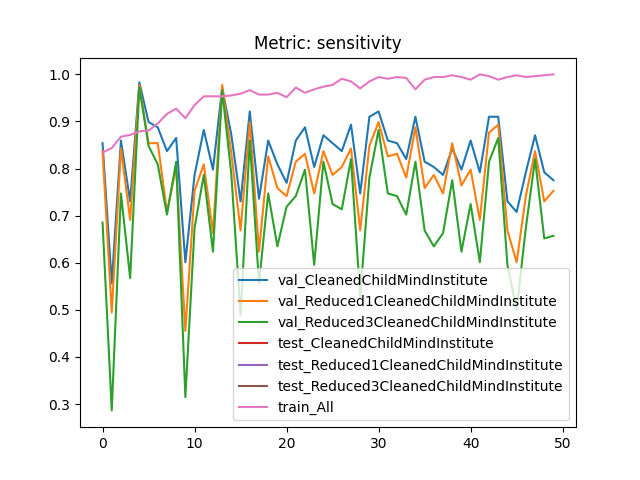 Metric: sensitivity
1.0
0.9
0.8
0.7
0.6
0.5
0.4
0.3
val_CleanedChildMindInstitute
val_Reduced1CleanedChildMindInstitute
val_Reduced3CleanedChildMindInstitute
test_CleanedChildMindInstitute
test_Reduced1CleanedChildMindInstitute
test_Reduced3CleanedChildMindInstitute
train_All
0 10 20 30 40 50